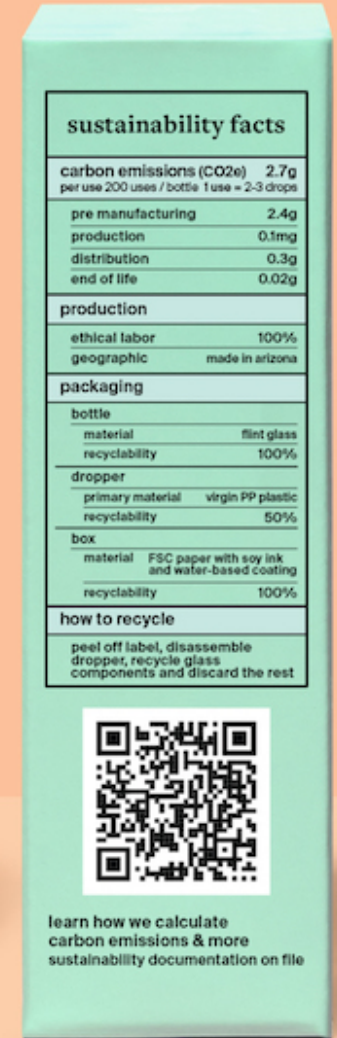 sustainability facts
carbon emissions (CO2e) 2.7g
per use 200 uses / bottle 1 use = 2-3 drops
pre manufacturing 2.4g
production 0.1mg
distribution 0.3g
end of life 0.02g
production
ethical labor 100%
geographic made in arizona
packaging
bottle
material flint glass
recyclability 100%
dropper
primary material virgin PP plastic
recyclability 50%
box
material FSC paper with soy ink
and water-based coating
recyclability 100%
how to recycle
peel off label, disassemble
dropper, recycle glass
components and discard the rest
learn how we calculate
carbon emissions & more
sustainability documentation on file